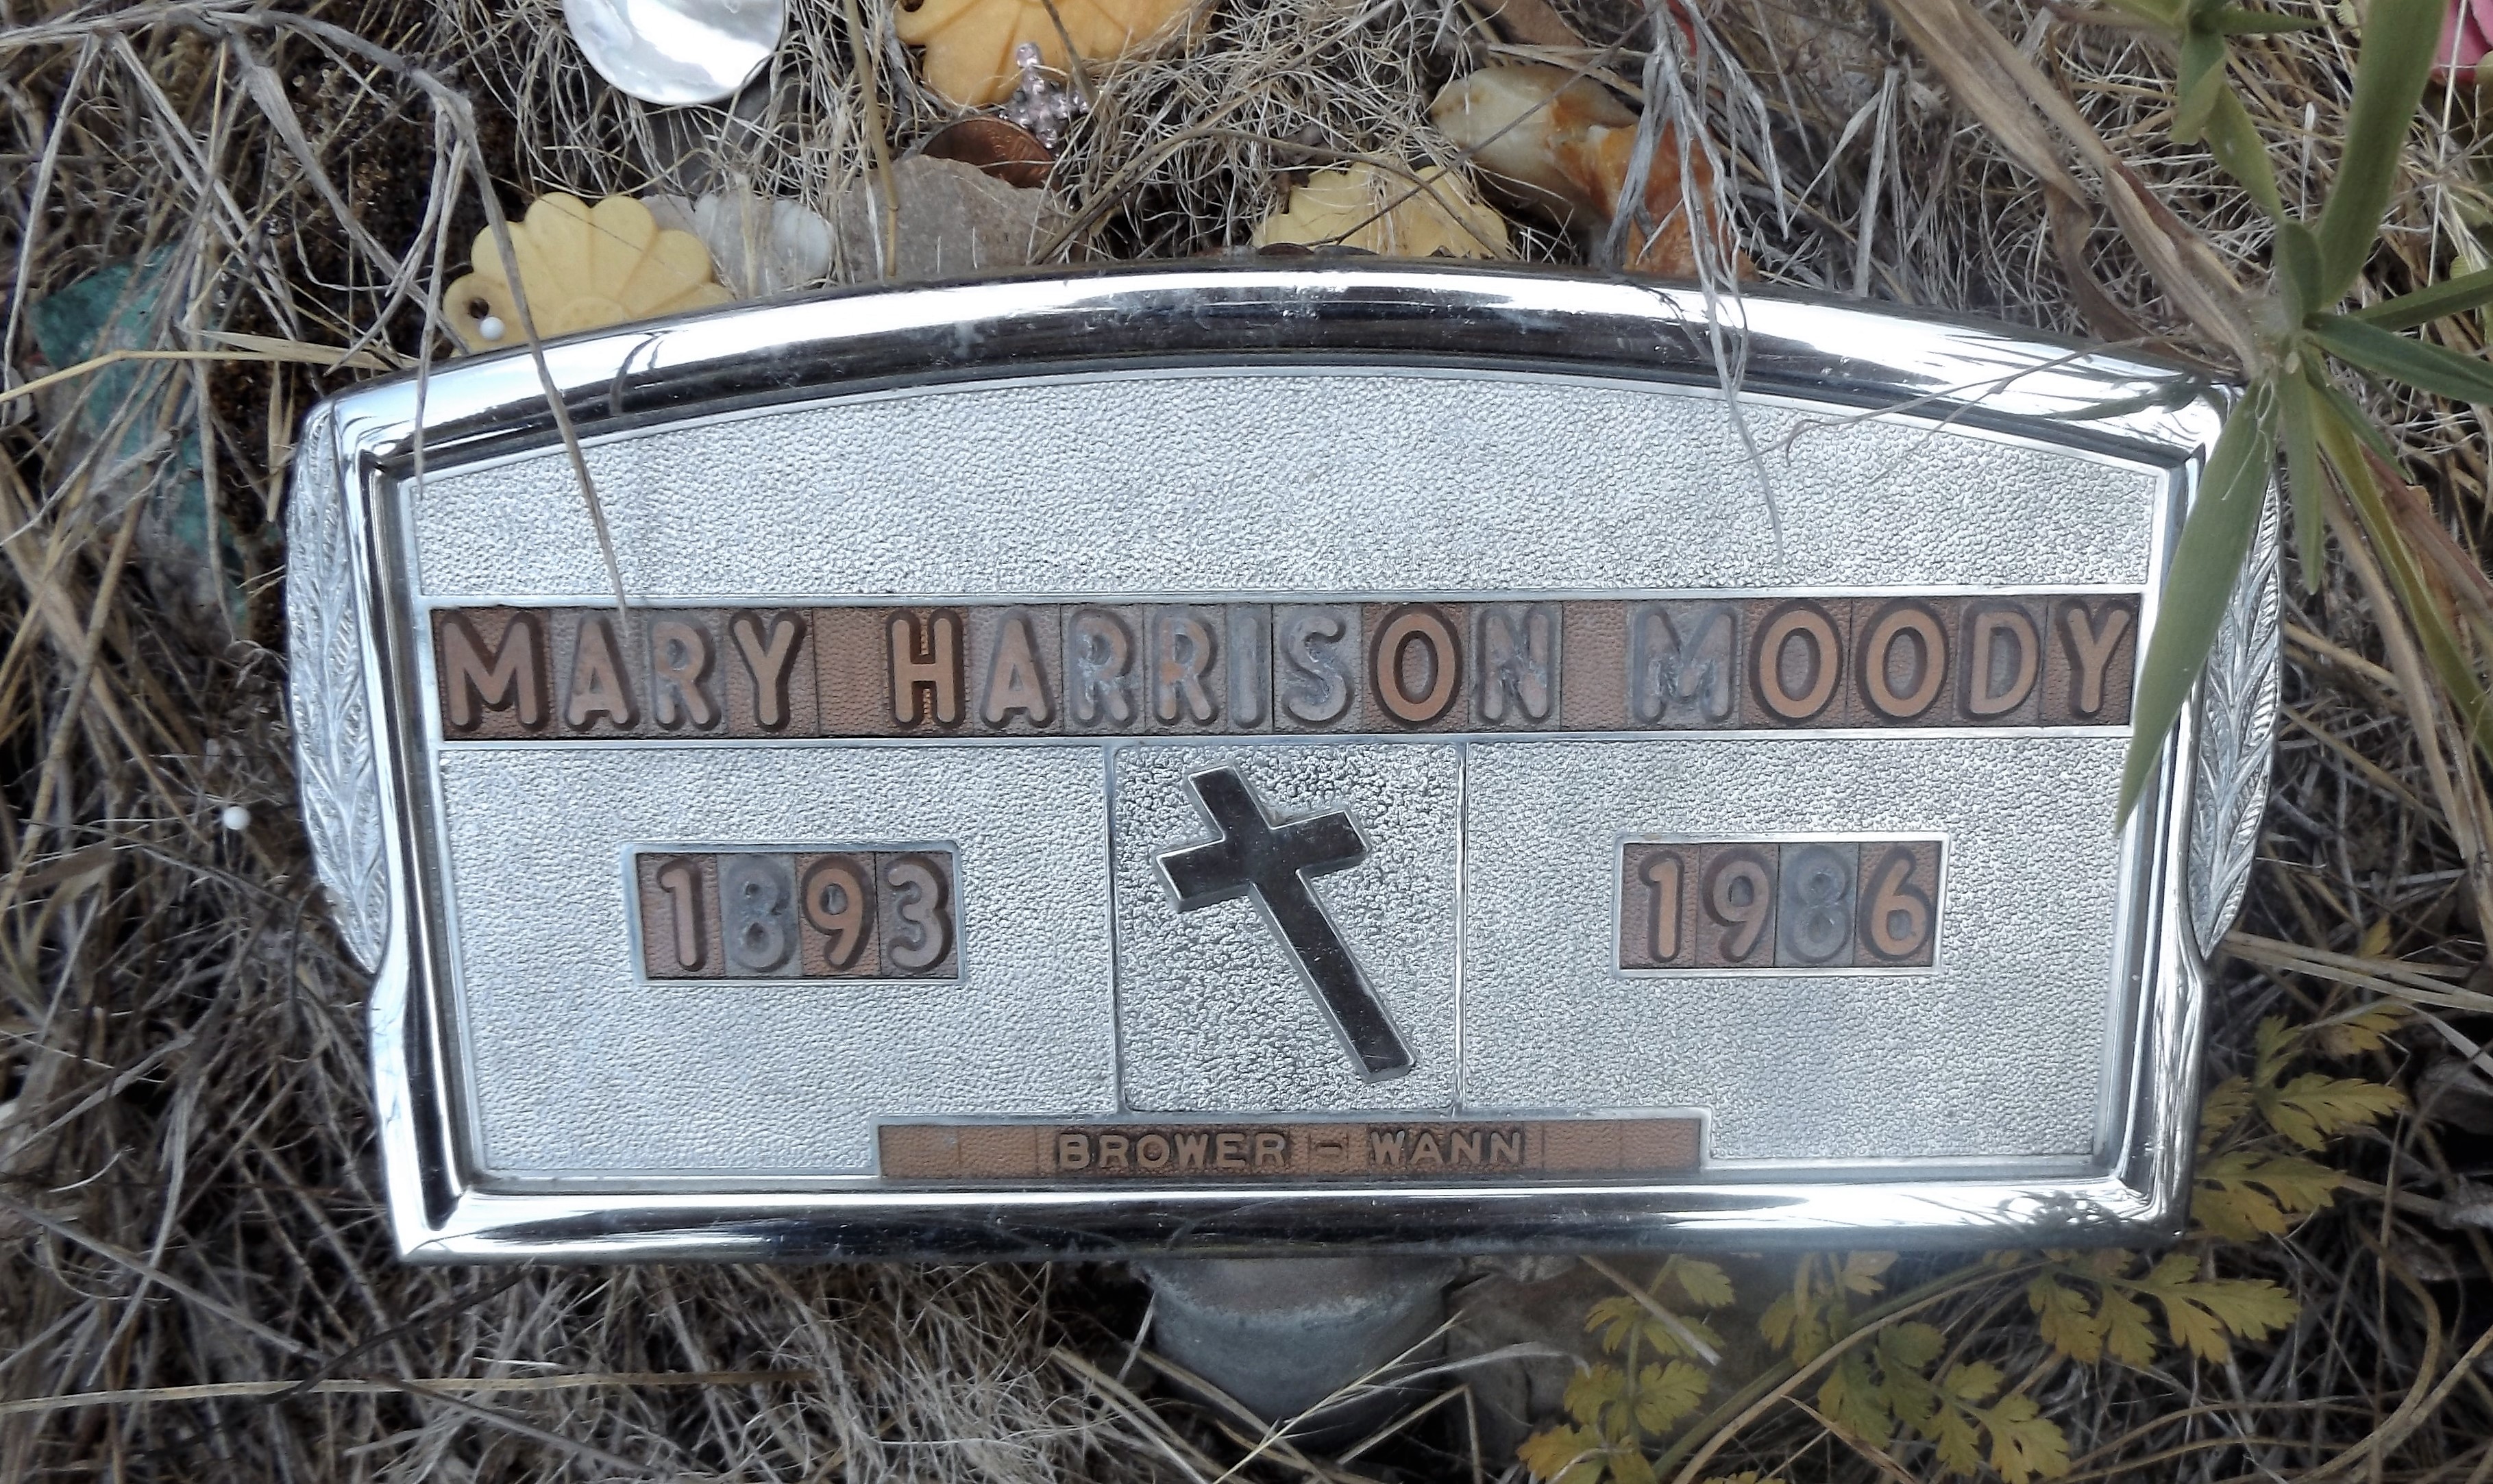 MARY HARRISON MOODY
1893 1986
BROWER - WANN